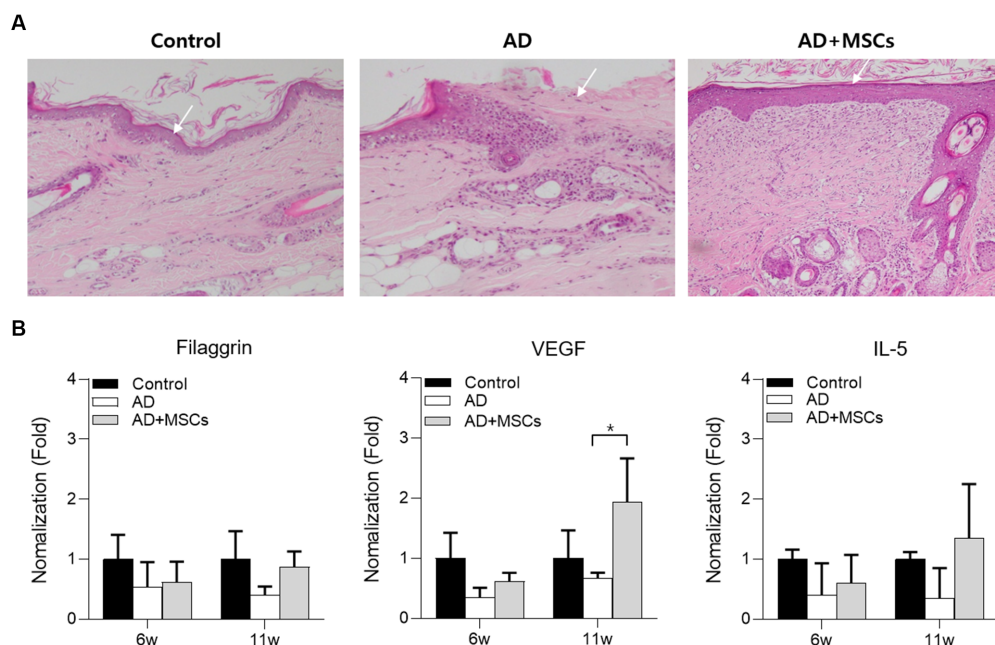 A
Control
AD
AD+MSCs
B
Filaggrin
Nomalization (Fold)
4
3
2
1
0
Control
AD
AD+MSCs
6w
11w
VEGF
Nomalization (Fold)
4
3
2
1
0
Control
AD
AD+MSCs
*
6w
11w
IL-5
Nomalization (Fold)
4
3
2
1
0
Control
AD
AD+MSCs
6w
11w